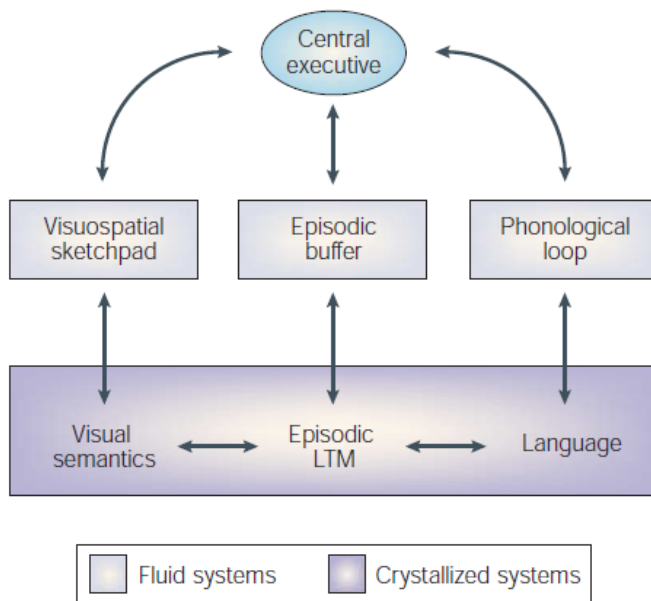 Central
executive
Visuospatial
sketchpad
Episodic
buffer
Phonological
loop
Visual
semantics
Episodic
LTM
Language
Fluid systems
Crystallized systems